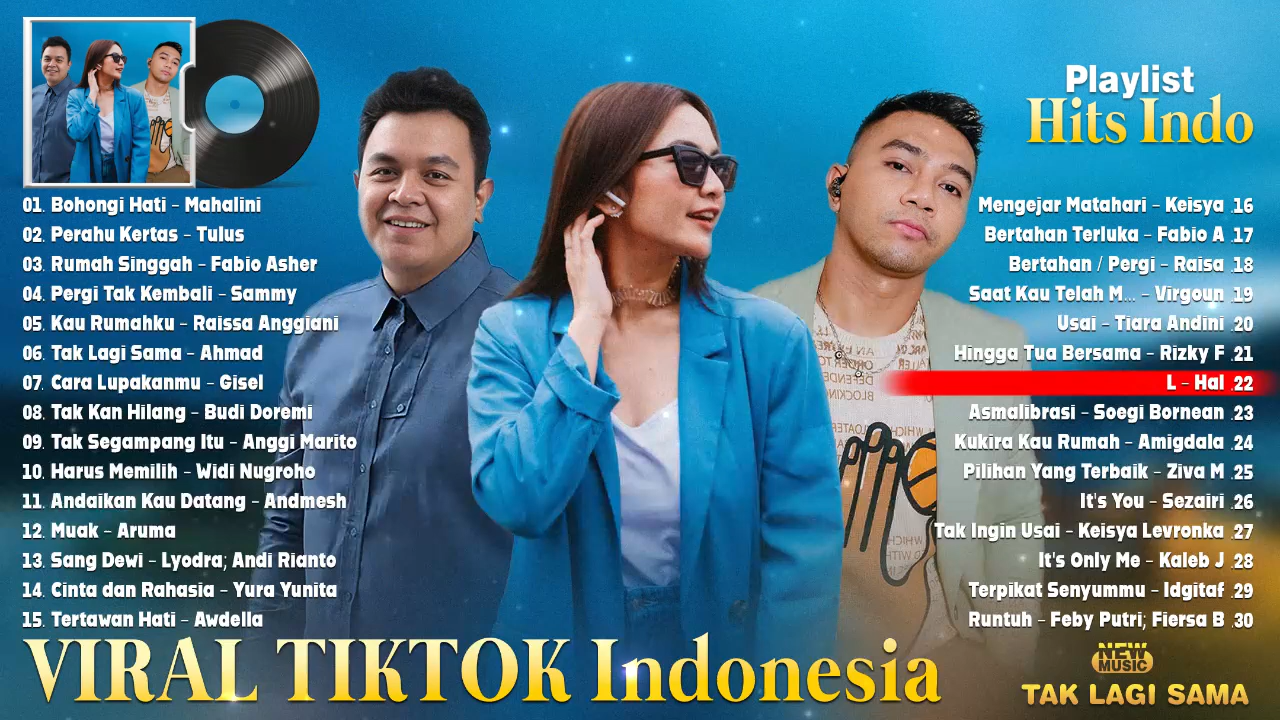 Playlist
Hits Indo
01. Bohongi Hati - Mahalini
02. Perahu Kertas - Tulus
03. Rumah Singgah - Fabio Asher
04. Pergi Tak Kembali - Sammy
05. Kau Rumahku - Raissa Anggiani
06. Tak Lagi Sama - Ahmad
07. Cara Lupakanmu - Gisel
08. Tak Kan Hilang - Budi Doremi
09. Tak Segampang Itu - Anggi Marito
10. Harus Memilih - Widi Nugroho
11. Andaikan Kau Datang - Andmesh
12. Muak - Aruma
13. Sang Dewi - Lyodra; Andi Rianto
14. Cinta dan Rahasia - Yura Yunita
15. Tertawan Hati - Awdella
Mengejar Matahari - Keisya .16
Bertahan Terluka - Fabio A .17
Bertahan / Pergi - Raisa .18
Saat Kau Telah M... - Virgoun .19
Usai - Tiara Andini .20
Hingga Tua Bersama - Rizky F .21
L - Hal .22
Asmalibrasi - Soegi Bornean .23
Kukira Kau Rumah - Amigdala .24
Pilihan Yang Terbaik - Ziva M .25
It's You - Sezairi .26
Tak Ingin Usai - Keisya Levronka .27
It's Only Me - Kaleb J .28
Terpikat Senyummu - Idgitaf .29
Runtuh - Feby Putri; Fiersa B .30
VIRAL TIKTOK Indonesia
NEW
MUSIC
TAK LAGI SAMA